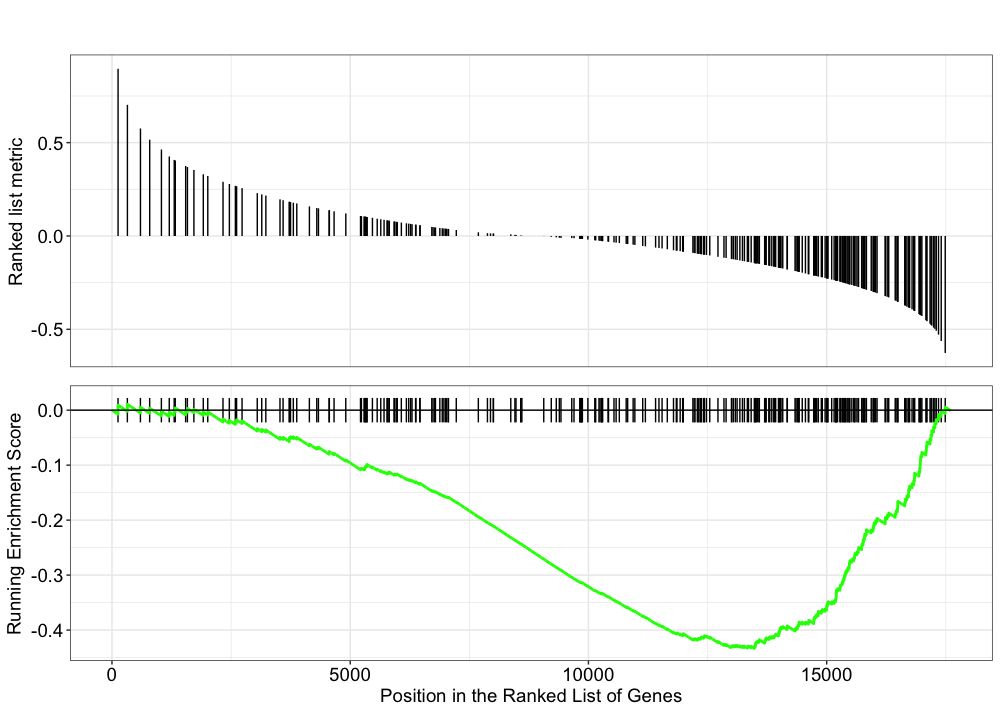 Ranked list metric
0.5
0.0
-0.5
Running Enrichment Score
0.0
-0.1
-0.2
-0.3
-0.4
0 5000 10000 15000
Position in the Ranked List of Genes